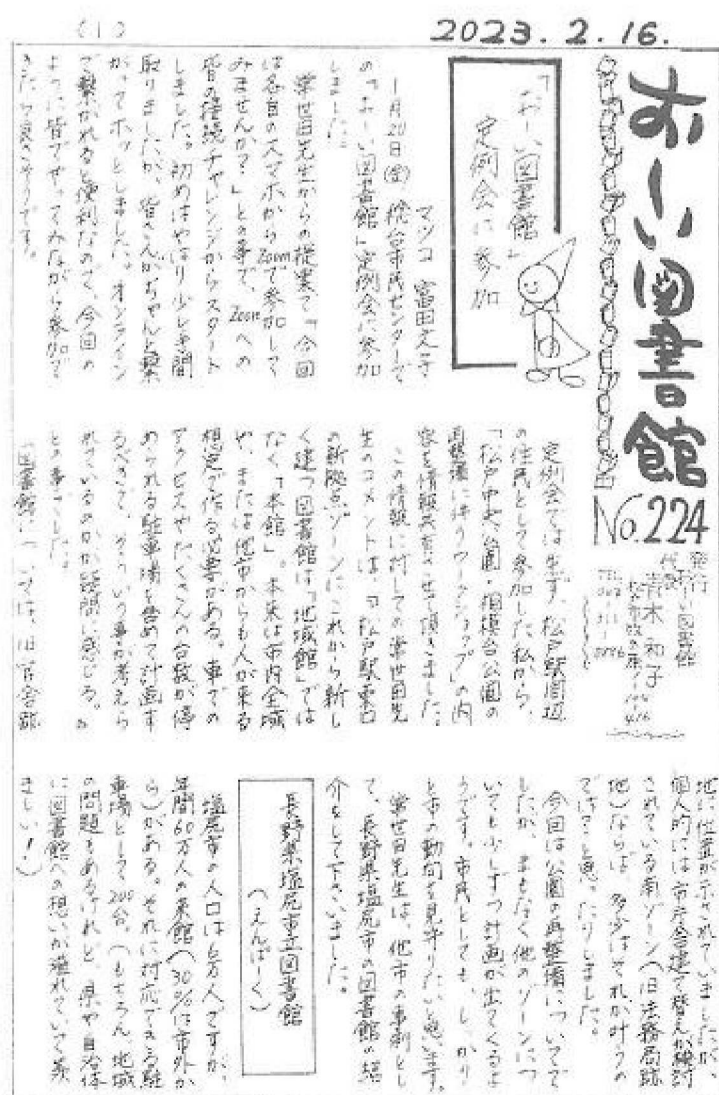 (1)
2023.2.16.
おーい図書館
No.224
発行
おーい図書館
代表
青木 和子
「おーい図書館」
定例会に参加
マツコ 富田
1月20日(金) 市民センターで
の「おーい図書館」定例会に参加
しました。
常世田先生からの提案で「今回
は各自のスマホからZoomで参加して
みませんか?」との事で、Zoomへの
皆の接続チャレンジからスタート
しました。初めはやはり少し手間
取りましたが、皆さんがちゃんと繋
がってホッとしました。オンライン
で繋がれると便利なので、今回の
ように皆でやってみながら参加で
きたら良さそうです。
定例会では先ず、松戸駅周辺
の住民として参加した私から、
「松戸中央公園・相模台公園の
再整備に伴うワークショップ」の内
容を情報共有させて頂きました。
この情報に対しての常世田先
生のコメントは、『松戸駅東口
の新拠点ゾーンにこれから新し
く建つ図書館は「地域館」では
なく「本館」。本来は市内全域
や、または他市からも人が来る
想定で作る必要がある。車での
アクセスやたくさんの台数が停
められる駐車場も含めて計画す
るべきで、そういう事が考えら
れているのか疑問に感じる。』
との事でした。
図書館については、旧官舎跡
地に位置が示されていましたが、
個人的には市庁舎建て替えが検討
されている南ゾーン(旧法務局跡
地)ならば、多少はそれが叶うの
では?と思ったりしました。
今回は公園の再整備についてで
したが、まもなく他のゾーンにつ
いても少しずつ計画が出てくるよ
うです。市民としても、しっかり
と市の動向を見守りたいと思います。
常世田先生は、他市の事例とし
て、長野県塩尻市の図書館の紹
介をして下さいました。
長野県塩尻市立図書館
(えんぱーく)
塩尻市の人口は6万人ですが、
年間60万人の来館(30%は市外か
ら)がある。それに対応できる駐
車場として200台。(もちろん、地域
の問題もあるけれど、県や自治体
に図書館への想いが溢れていて羨
ましい!)